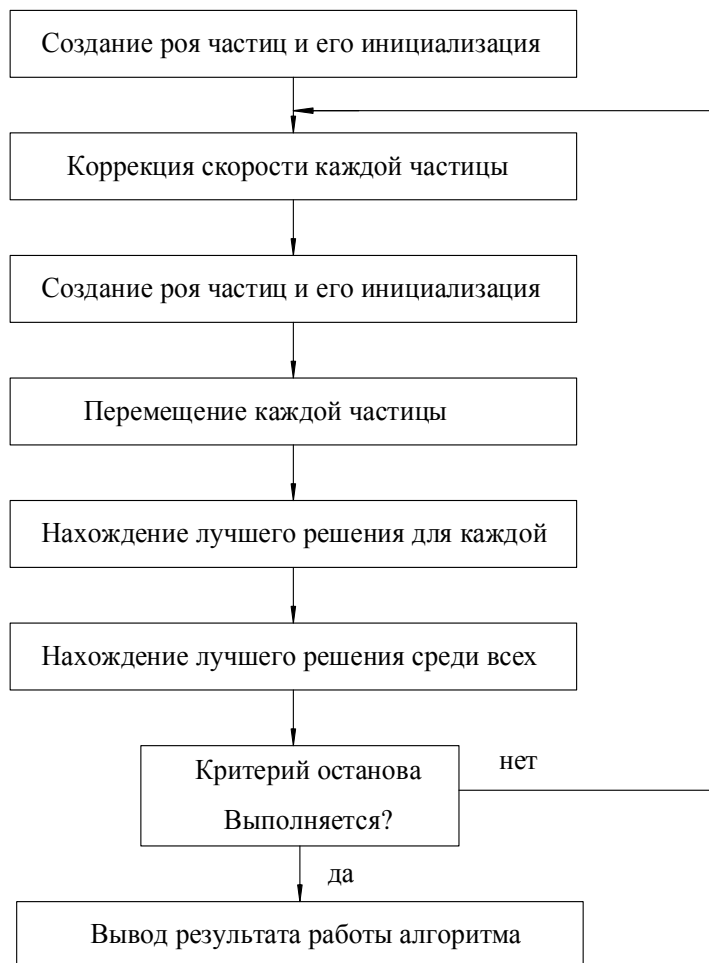 Создание роя частиц и его инициализация
Коррекция скорости каждой частицы
Создание роя частиц и его инициализация
Перемещение каждой частицы
Нахождение лучшего решения для каждой
Нахождение лучшего решения среди всех
Критерий останова
Выполняется?
нет
да
Вывод результата работы алгоритма